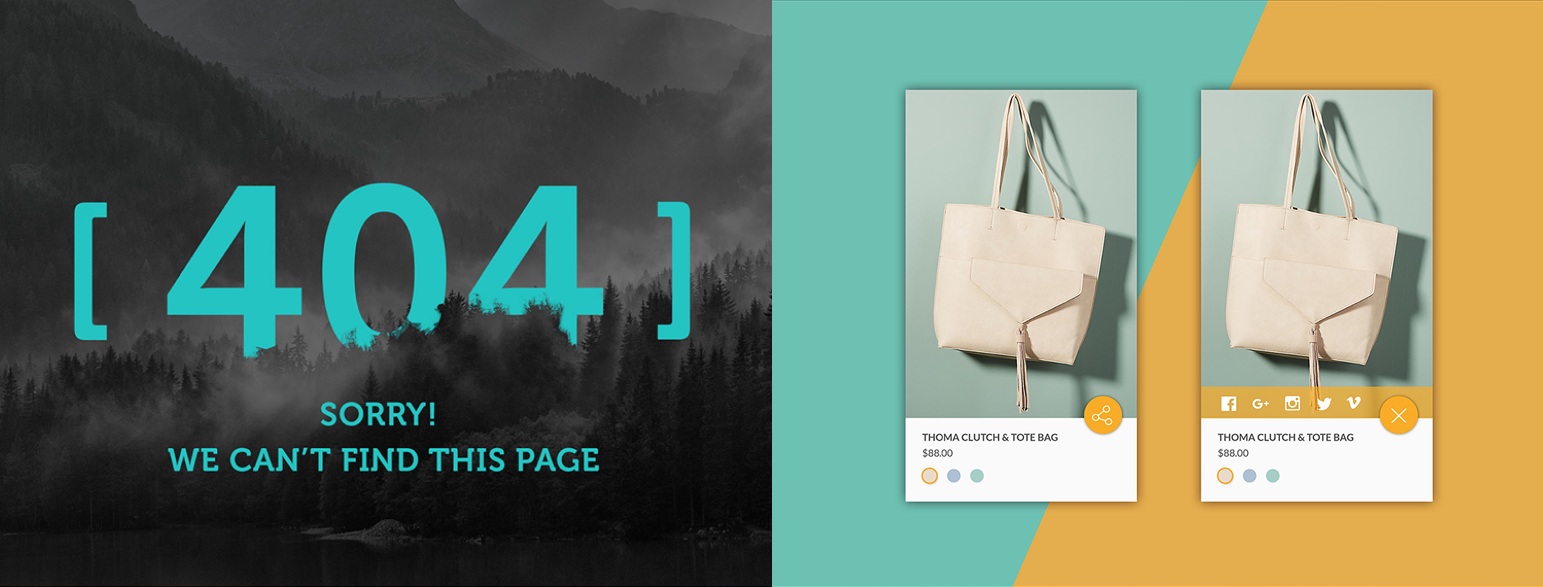 [ 404 ]
SORRY!
WE CAN'T FIND THIS PAGE
THOMA CLUTCH & TOTE BAG
$88.00
G+
THOMA CLUTCH & TOTE BAG
$88.00